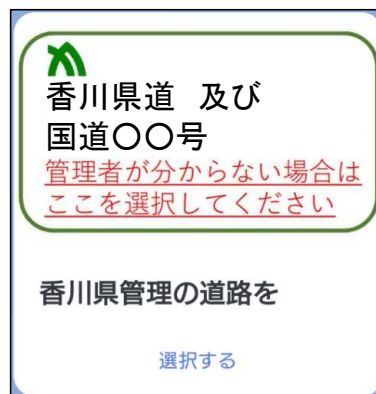 香川県道　及び
国道〇〇号
管理者が分からない場合は
ここを選択してください
香川県管理の道路を
選択する